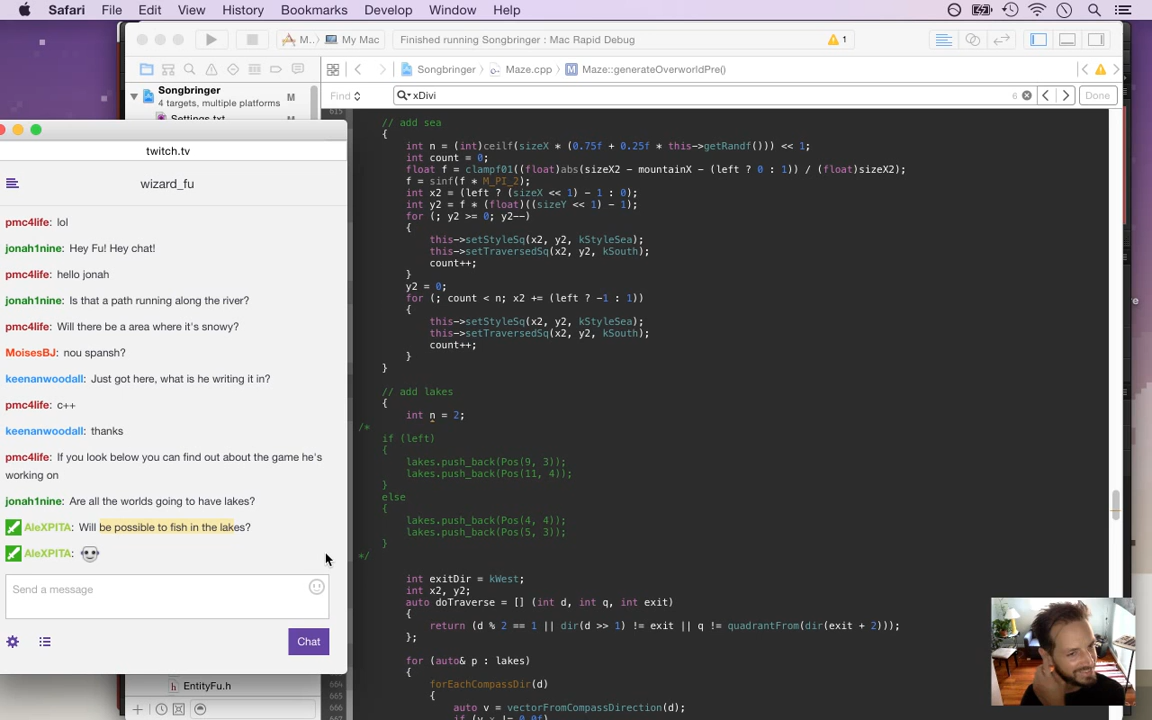 Safari File Edit View History Bookmarks Develop Window Help
M.. My Mac Finished running Songbringer : Mac Rapid Debug 1
Songbringer Maze.cpp M Maze::generateOverworldPre()
Songbringer M
4 targets, multiple platforms
Settings.txt
Find xDivi 6 Done
twitch.tv
wizard_fu
pmc4life: lol
jonah1nine: Hey Fu! Hey chat!
pmc4life: hello jonah
jonah1nine: Is that a path running along the river?
pmc4life: Will there be a area where it's snowy?
MoisesBJ: nou spansh?
keenanwoodall: Just got here, what is he writing it in?
pmc4life: c++
keenanwoodall: thanks
pmc4life: If you look below you can find out about the game he's
working on
jonah1nine: Are all the worlds going to have lakes?
AleXPITA: Will be possible to fish in the lakes?
AleXPITA:
Send a message
Chat
EntityFu.h
// add sea
{
int n = (int)ceilf(sizeX * (0.75f + 0.25f * this->getRandf())) << 1;
int count = 0;
float f = clampf01((float)abs(sizeX2 - mountainX - (left ? 0 : 1)) / (float)sizeX2);
f = sinf(f * M_PI_2);
int x2 = (left ? (sizeX << 1) - 1 : 0);
int y2 = f * (float)((sizeY << 1) - 1);
for (; y2 >= 0; y2--)
{
this->setStyleSq(x2, y2, kStyleSea);
this->setTraversedSq(x2, y2, kSouth);
count++;
}
y2 = 0;
for (; count < n; x2 += (left ? -1 : 1))
{
this->setStyleSq(x2, y2, kStyleSea);
this->setTraversedSq(x2, y2, kSouth);
count++;
}
}
// add lakes
{
int n = 2;
/*
if (left)
{
lakes.push_back(Pos(9, 3));
lakes.push_back(Pos(11, 4));
}
else
{
lakes.push_back(Pos(4, 4));
lakes.push_back(Pos(5, 3));
}
*/
int exitDir = kWest;
int x2, y2;
auto doTraverse = [] (int d, int q, int exit)
{
return (d % 2 == 1 || dir(d >> 1) != exit || q != quadrantFrom(dir(exit + 2)));
};
for (auto& p : lakes)
{
forEachCompassDir(d)
{
665 auto v = vectorFromCompassDirection(d);